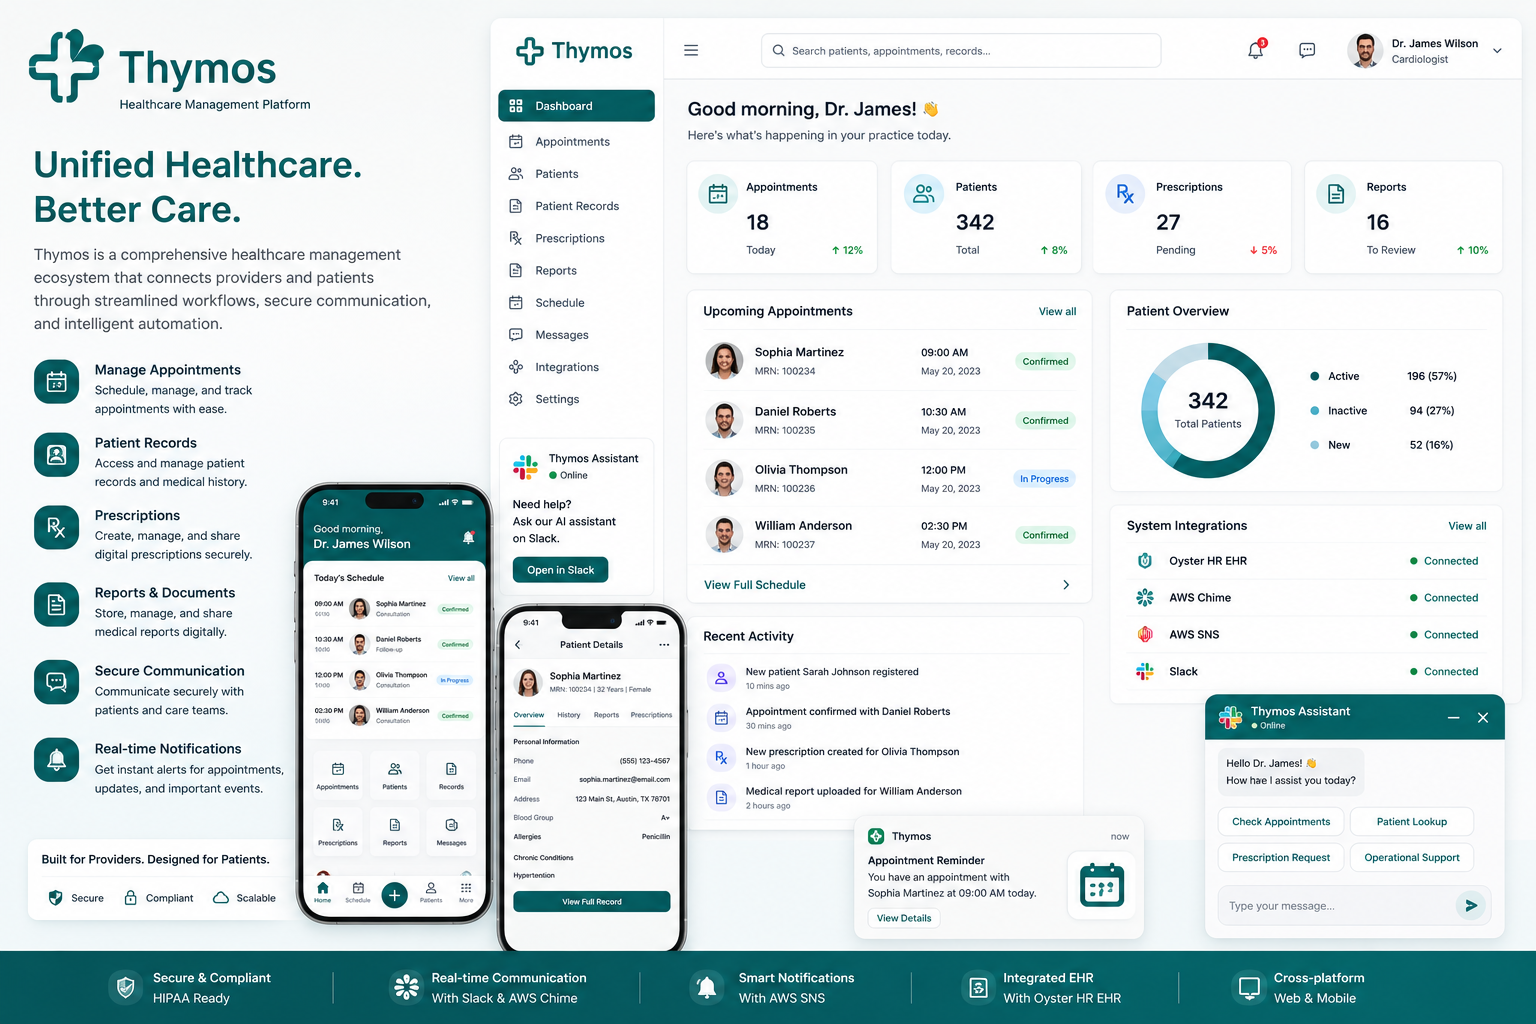 Thymos
Healthcare Management Platform
Unified Healthcare.
Better Care.
Thymos is a comprehensive healthcare management
ecosystem that connects providers and patients
through streamlined workflows, secure communication,
and intelligent automation.
Manage Appointments
Schedule, manage, and track
appointments with ease.
Patient Records
Access and manage patient
records and medical history.
Prescriptions
Create, manage, and share
digital prescriptions securely.
Reports & Documents
Store, manage, and share
medical reports digitally.
Secure Communication
Communicate securely with
patients and care teams.
Real-time Notifications
Get instant alerts for appointments,
updates, and important events.
Built for Providers. Designed for Patients.
Secure
Compliant
Scalable
Thymos
Dashboard
Appointments
Patients
Patient Records
Prescriptions
Reports
Schedule
Messages
Integrations
Settings
Thymos Assistant
Online
Need help?
Ask our AI assistant
on Slack.
Open in Slack
Search patients, appointments, records...
3
Dr. James Wilson
Cardiologist
Good morning, Dr. James! 👋
Here's what's happening in your practice today.
Appointments
18
Today ↑ 12%
Patients
342
Total ↑ 8%
Rx
Prescriptions
27
Pending ↓ 5%
Reports
16
To Review ↑ 10%
Upcoming Appointments View all
Sophia Martinez 09:00 AM Confirmed
MRN: 100234 May 20, 2023
Daniel Roberts 10:30 AM Confirmed
MRN: 100235 May 20, 2023
Olivia Thompson 12:00 PM In Progress
MRN: 100236 May 20, 2023
William Anderson 02:30 PM Confirmed
MRN: 100237 May 20, 2023
View Full Schedule
Patient Overview
342
Total Patients
Active 196 (57%)
Inactive 94 (27%)
New 52 (16%)
System Integrations View all
Oyster HR EHR Connected
AWS Chime Connected
AWS SNS Connected
Slack Connected
Recent Activity
New patient Sarah Johnson registered
10 mins ago
Appointment confirmed with Daniel Roberts
30 mins ago
New prescription created for Olivia Thompson
1 hour ago
Medical report uploaded for William Anderson
2 hours ago
9:41
Good morning,
Dr. James Wilson
Today's Schedule View all
09:00 AM Sophia Martinez Confirmed
Consultation
10:30 AM Daniel Roberts Confirmed
Follow-up
12:00 PM Olivia Thompson In Progress
Consultation
02:30 PM William Anderson Confirmed
Consultation
Appointments
Patients
Records
Prescriptions
Reports
Messages
Home
Schedule
Patients
More
9:41
Patient Details
Sophia Martinez
MRN: 100234 | 32 Years | Female
Overview History Reports Prescriptions
Personal Information
Phone (555) 123-4567
Email sophia.martinez@email.com
Address 123 Main St, Austin, TX 78701
Blood Group
Allergies Penicillin
Chronic Conditions
Hypertention
View Full Record
Thymos now
Appointment Reminder
You have an appointment with
Sophia Martinez at 09:00 AM today.
View Details
Thymos Assistant
Online
Hello Dr. James! 👋
How hae I assist you today?
Check Appointments
Patient Lookup
Prescription Request
Operational Support
Type your message...
Secure & Compliant
HIPAA Ready
Real-time Communication
With Slack & AWS Chime
Smart Notifications
With AWS SNS
Integrated EHR
With Oyster HR EHR
Cross-platform
Web & Mobile